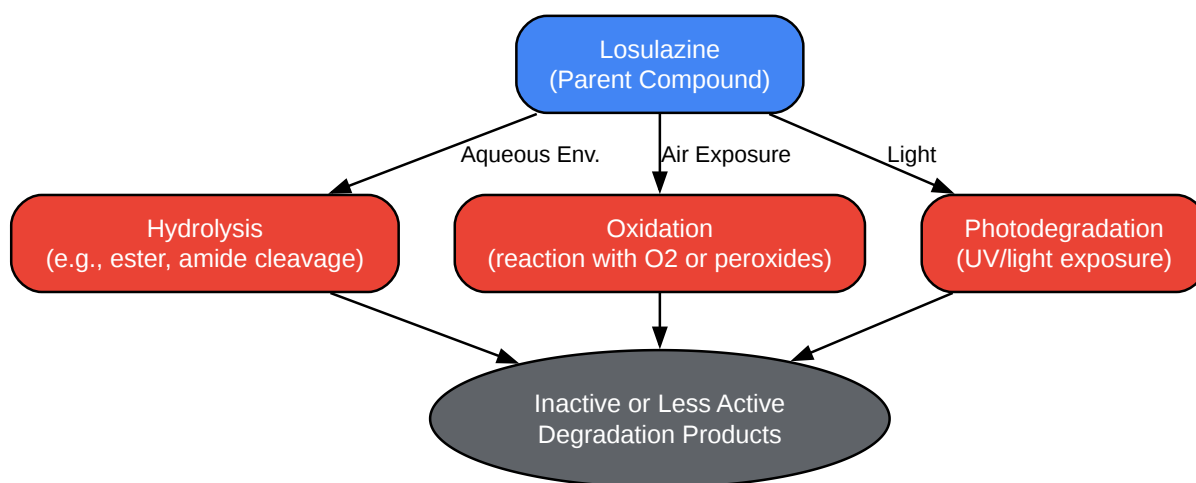 Losulazine
(Parent Compound)
Aqueous Env.
Air Exposure
Light
Hydrolysis
(e.g., ester, amide cleavage)
Oxidation
(reaction with O2 or peroxides)
Photodegradation
(UV/light exposure)
Inactive or Less Active
Degradation Products